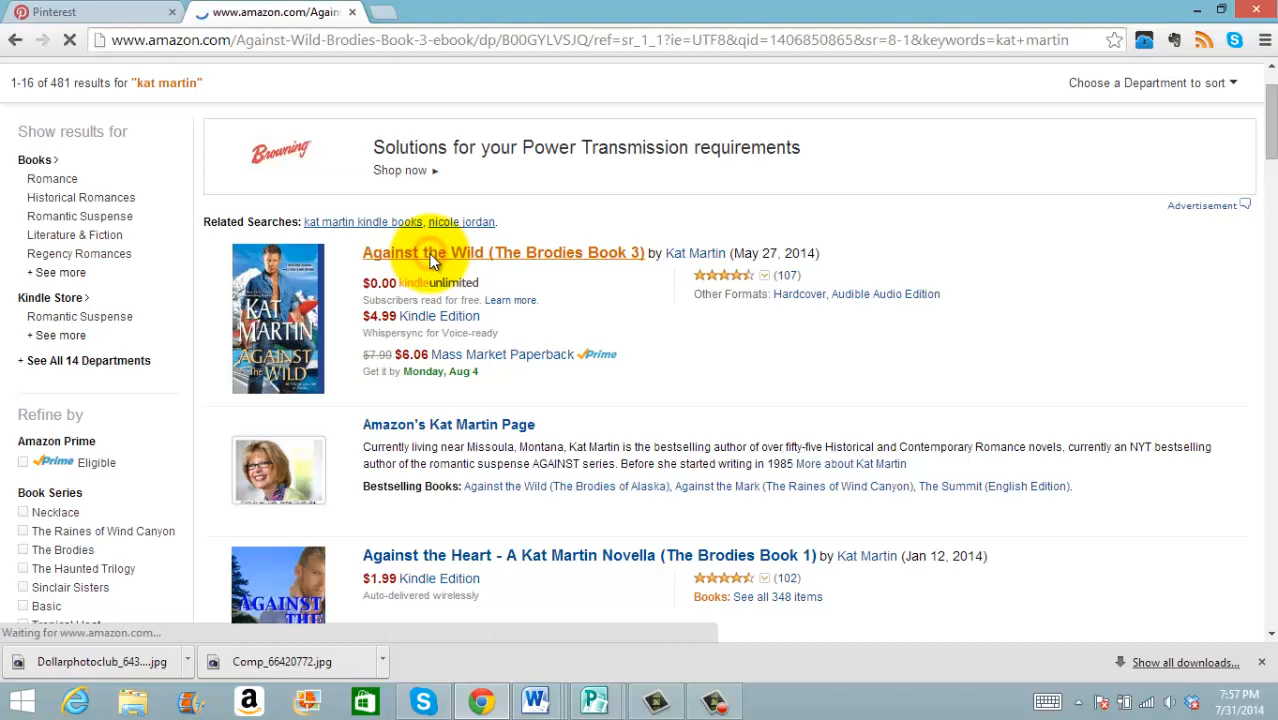 Pinterest
www.amazon.com/Again
www.amazon.com/Against-Wild-Brodies-Book-3-ebook/dp/B00GYLVSJQ/ref=sr_1_1?ie=UTF8&qid=1406850865&sr=8-1&keywords=kat+martin
1-16 of 481 results for "kat martin"
Choose a Department to sort
Show results for
Books
Romance
Historical Romances
Romantic Suspense
Literature & Fiction
Regency Romances
+ See more
Kindle Store
Romantic Suspense
+ See more
+ See All 14 Departments
Refine by
Amazon Prime
Prime Eligible
Book Series
Necklace
The Raines of Wind Canyon
The Brodies
The Haunted Trilogy
Sinclair Sisters
Basic
Browning
Solutions for your Power Transmission requirements
Shop now
Advertisement
Related Searches: kat martin kindle books, nicole jordan.
KAT
MARTIN
AGAINST
THE
WILD
Against the Wild (The Brodies Book 3) by Kat Martin (May 27, 2014)
$0.00 kindleunlimited
Subscribers read for free. Learn more.
$4.99 Kindle Edition
Whispersync for Voice-ready
$7.99 $6.06 Mass Market Paperback Prime
Get it by Monday, Aug 4
(107)
Other Formats: Hardcover, Audible Audio Edition
Amazon's Kat Martin Page
Currently living near Missoula, Montana, Kat Martin is the bestselling author of over fifty-five Historical and Contemporary Romance novels, currently an NYT bestselling
author of the romantic suspense AGAINST series. Before she started writing in 1985 More about Kat Martin
Bestselling Books: Against the Wild (The Brodies of Alaska), Against the Mark (The Raines of Wind Canyon), The Summit (English Edition).
AGAINST
THE
Against the Heart - A Kat Martin Novella (The Brodies Book 1) by Kat Martin (Jan 12, 2014)
$1.99 Kindle Edition
Auto-delivered wirelessly
(102)
Books: See all 348 items
Waiting for www.amazon.com...
Dollarphotoclub_643....jpg
Comp_66420772.jpg
Show all downloads...
7:57 PM
7/31/2014